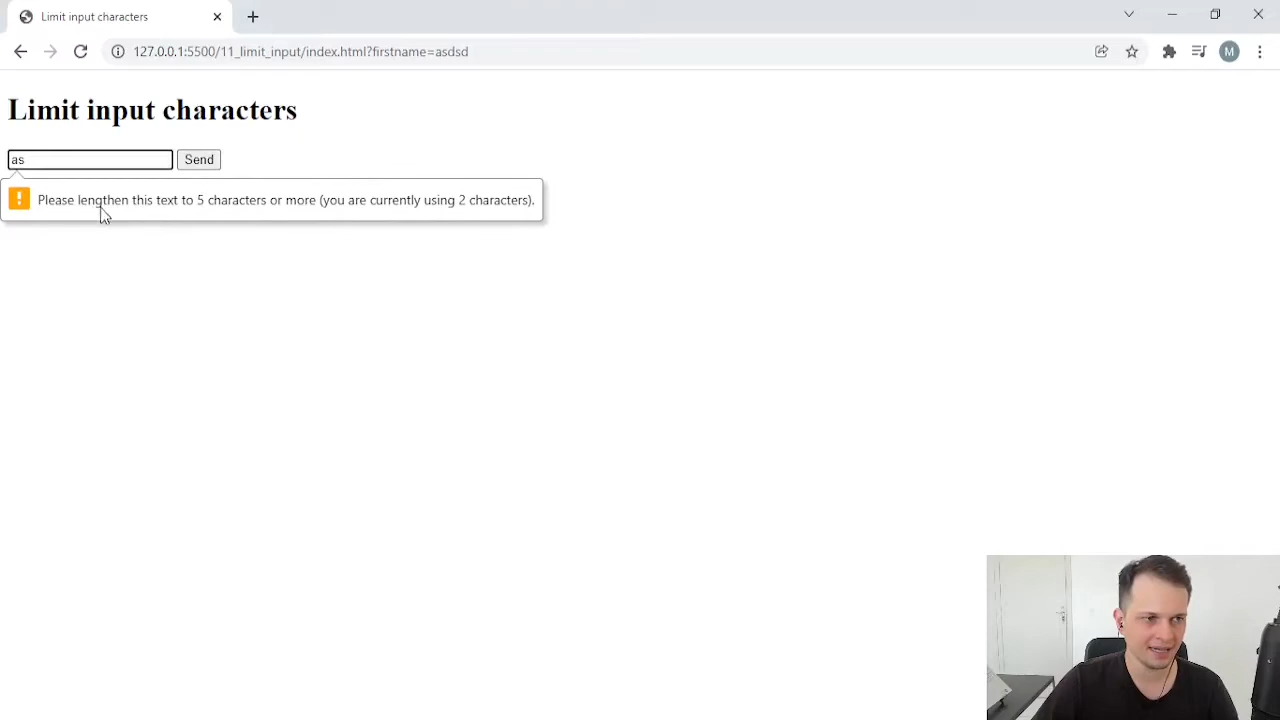 Limit input characters
127.0.0.1:5500/11_limit_input/index.html?firstname=asdsd
M
Limit input characters
as Send
Please lengthen this text to 5 characters or more (you are currently using 2 characters).